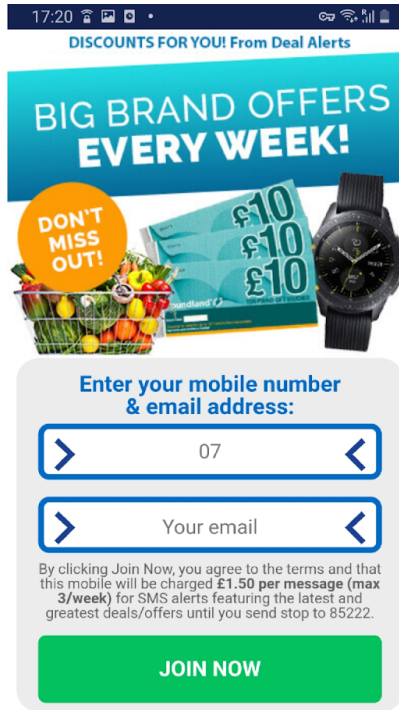 17:20
DISCOUNTS FOR YOU! From Deal Alerts
BIG BRAND OFFERS
EVERY WEEK!
DON'T
MISS
OUT!
£10
£10
£10
Enter your mobile number
& email address:
07
Your email
By clicking Join Now, you agree to the terms and that
this mobile will be charged £1.50 per message (max
3/week) for SMS alerts featuring the latest and
greatest deals/offers until you send stop to 85222.
JOIN NOW